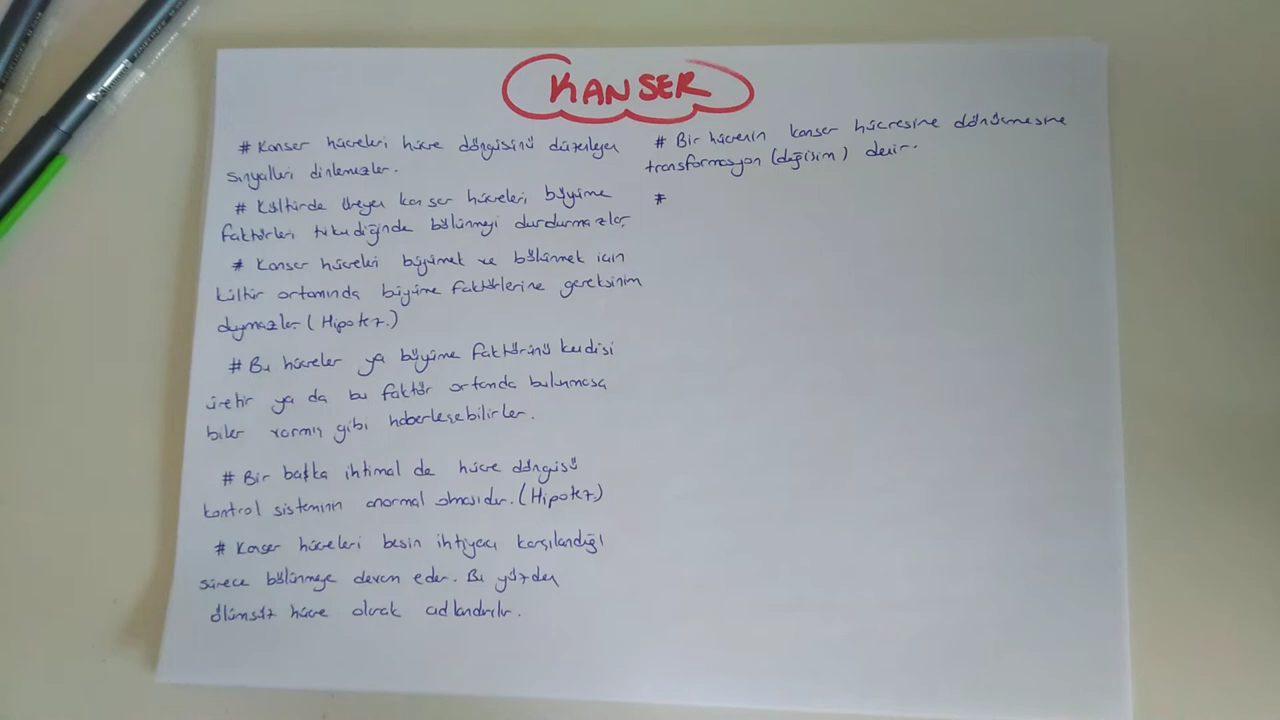 KANSER
# Kanser hücreleri hücre döngüsünü düzenleyen
sinyalleri dinlemezler.
# Kültürde üreyen kanser hücreleri, büyüme
faktörleri tükendiğinde bölünmeyi durdurmazlar.
# Kanser hücreleri büyümek ve bölünmek için
kültür ortamında büyüme faktörlerine gereksinim
duymazlar (Hipotez.)
# Bu hücreler ya büyüme faktörünü kendisi
üretir ya da bu faktör ortamda bulunmasa
biler varmış gibi haberleşebilirler.
# Bir başka ihtimal de hücre döngüsü
kontrol sisteminin anormal olmasıdır. (Hipotez)
# Kanser hücreleri besin ihtiyacı karşılandığı
sürece bölünmeye devam eder. Bu yüzden
ölümsüz hücre olarak adlandırılır.
# Bir hücrenin kanser hücresine dönüşmesine
transformasyon (değişim) denir.
#